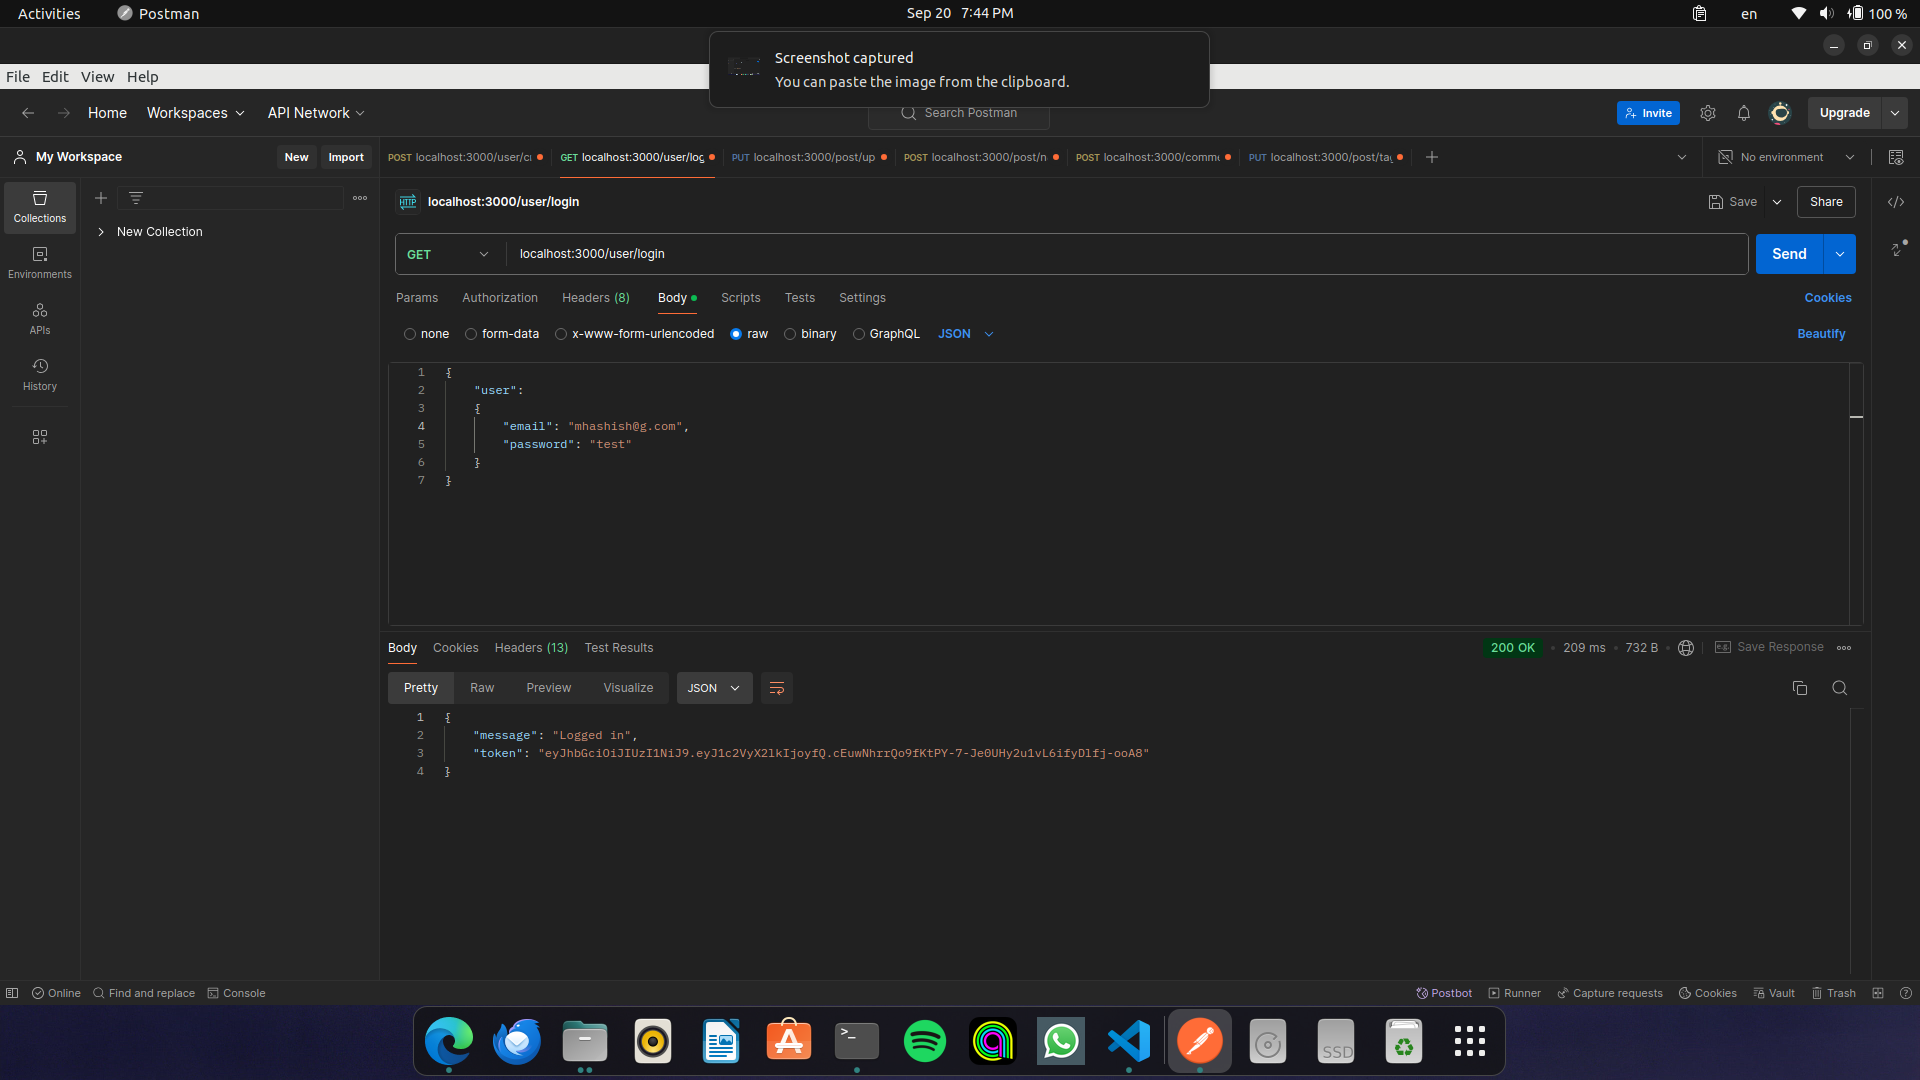 Activities
Postman
Sep 20 7:44 PM
en
100 %
Screenshot captured
You can paste the image from the clipboard.
File Edit View Help
Home Workspaces API Network
Search Postman
Invite
Upgrade
My Workspace
New Import
POST localhost:3000/user/c
GET localhost:3000/user/log
PUT localhost:3000/post/up
POST localhost:3000/post/n
POST localhost:3000/comm
PUT localhost:3000/post/ta
No environment
Collections
Environments
APIs
History
New Collection
HTTP localhost:3000/user/login
Save
Share
GET localhost:3000/user/login
Send
Params Authorization Headers (8) Body Scripts Tests Settings
Cookies
none form-data x-www-form-urlencoded raw binary GraphQL JSON
Beautify
1 {
2 "user":
3 {
4 "email": "mhashish@g.com",
5 "password": "test"
6 }
7 }
Body Cookies Headers (13) Test Results
200 OK 209 ms 732 B
e.g. Save Response
Pretty Raw Preview Visualize JSON
1 {
2 "message": "Logged in",
3 "token": "eyJhbGciOiJIUzI1NiJ9.eyJ1c2VyX2lkIjoyfQ.cEuwNhrrQo9fKtPY-7-Je0UHy2u1vL6ifyDlfj-ooA8"
4 }
Online Find and replace Console
Postbot Runner Capture requests Cookies Vault Trash
SSD